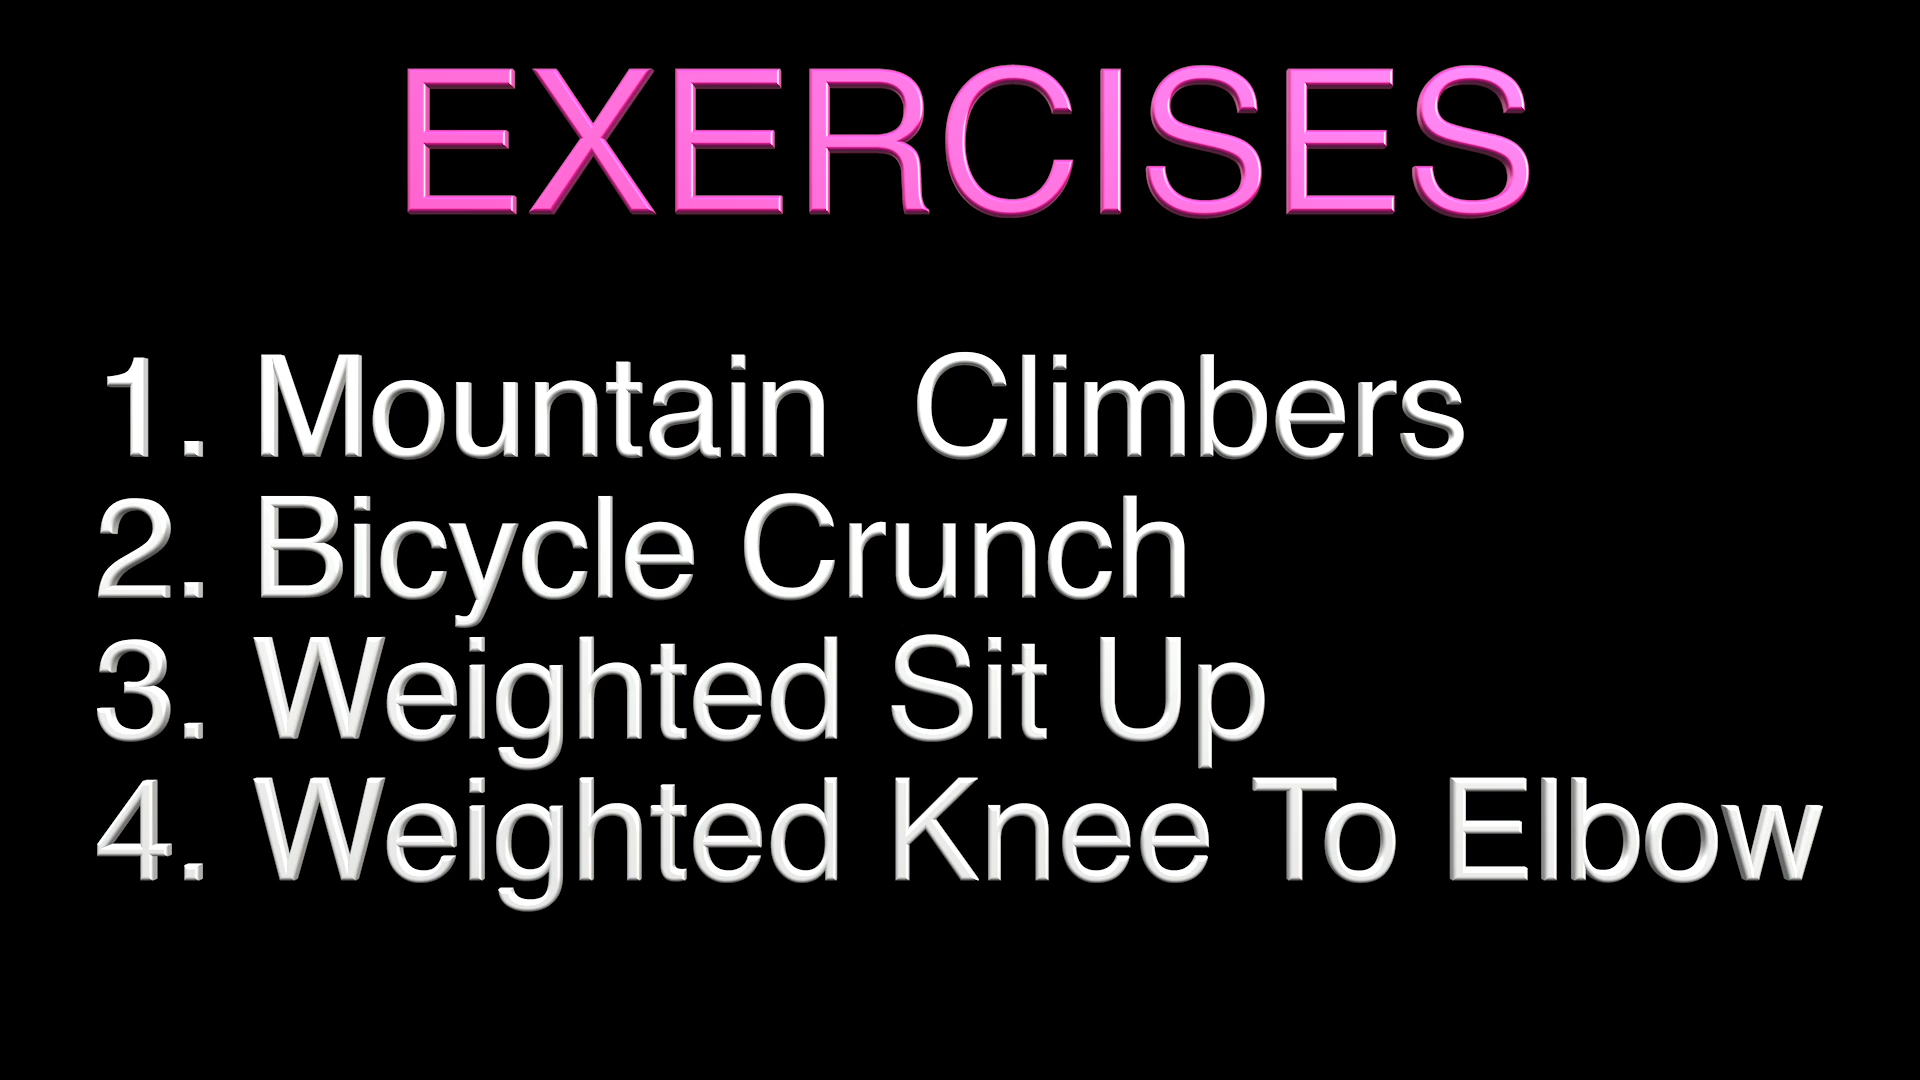 EXERCISES
1. Mountain  Climbers
2. Bicycle Crunch
3. Weighted Sit Up
4. Weighted Knee To Elbow